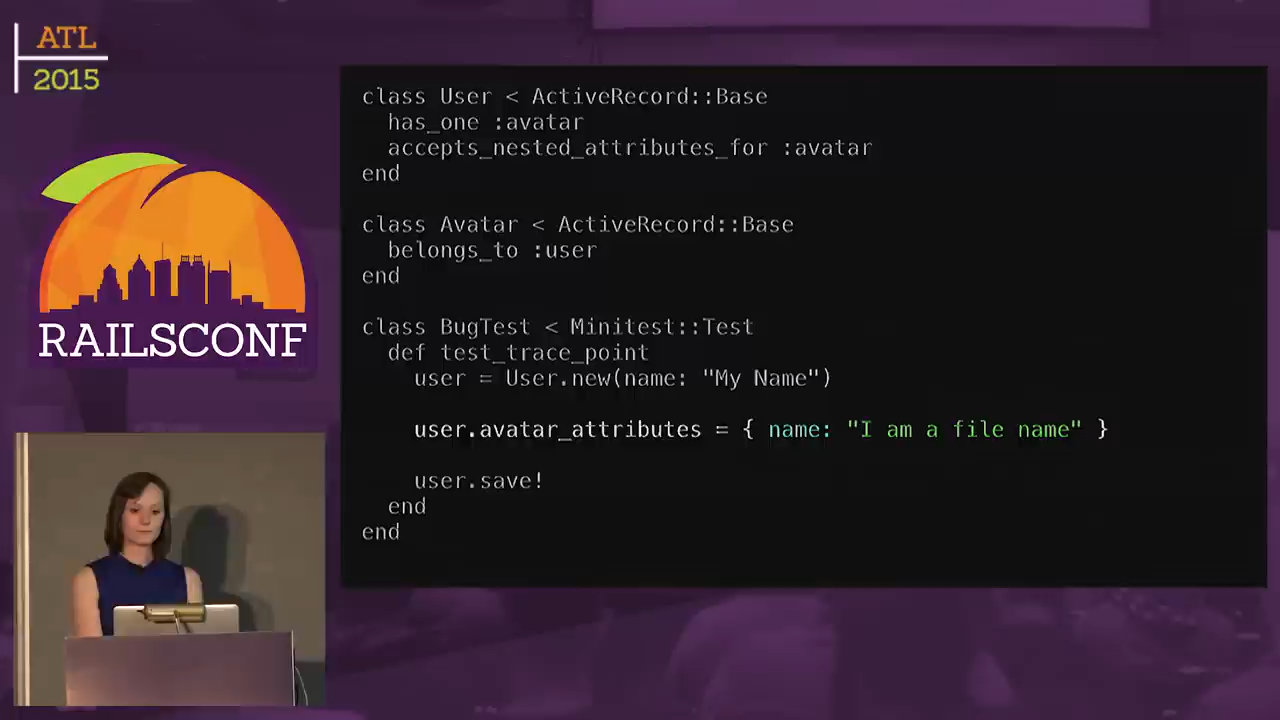 ATL
2015
RAILSCONF
class User < ActiveRecord::Base
  has_one :avatar
  accepts_nested_attributes_for :avatar
end
class Avatar < ActiveRecord::Base
  belongs_to :user
end
class BugTest < Minitest::Test
  def test_trace_point
    user = User.new(name: "My Name")
    user.avatar_attributes = { name: "I am a file name" }
    user.save!
  end
end